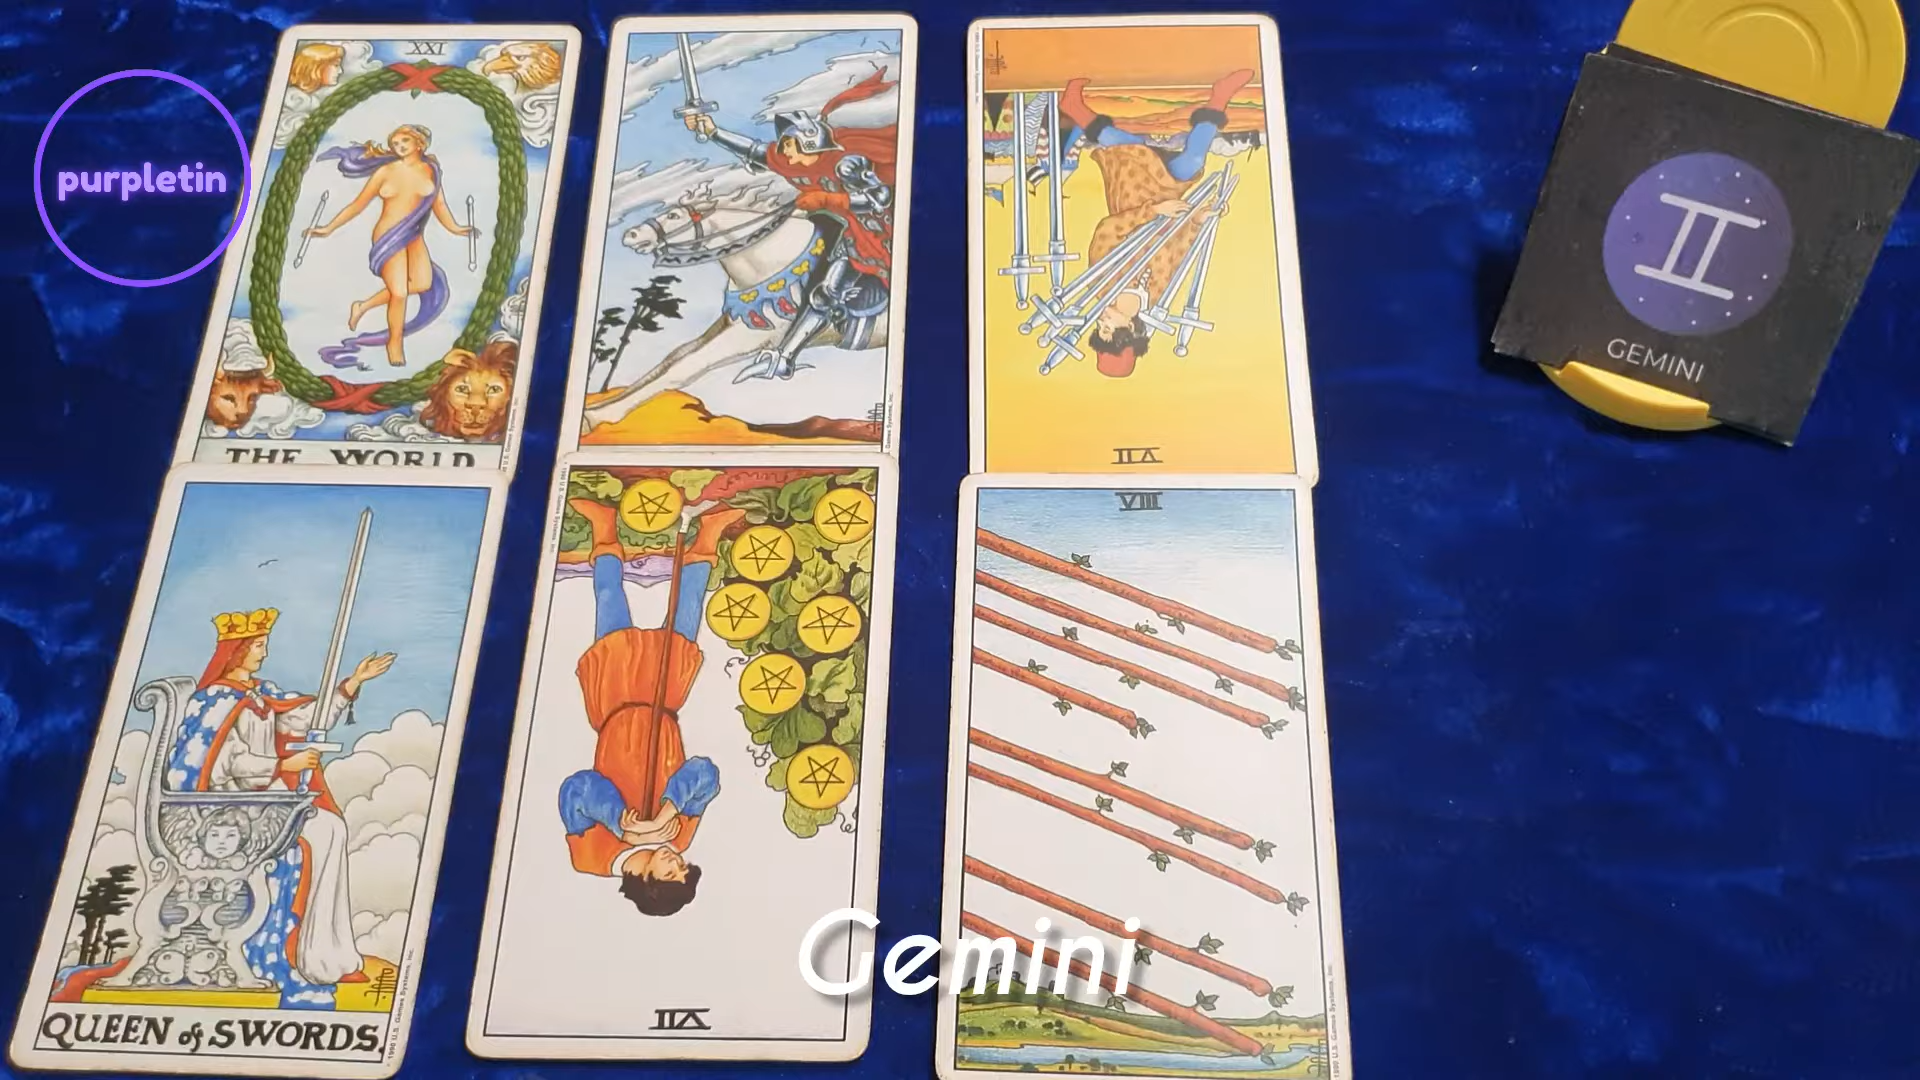 XXI
purpletin
THE WORLD
VII
GEMINI
VIII
QUEEN of SWORDS.
VII
Gemini